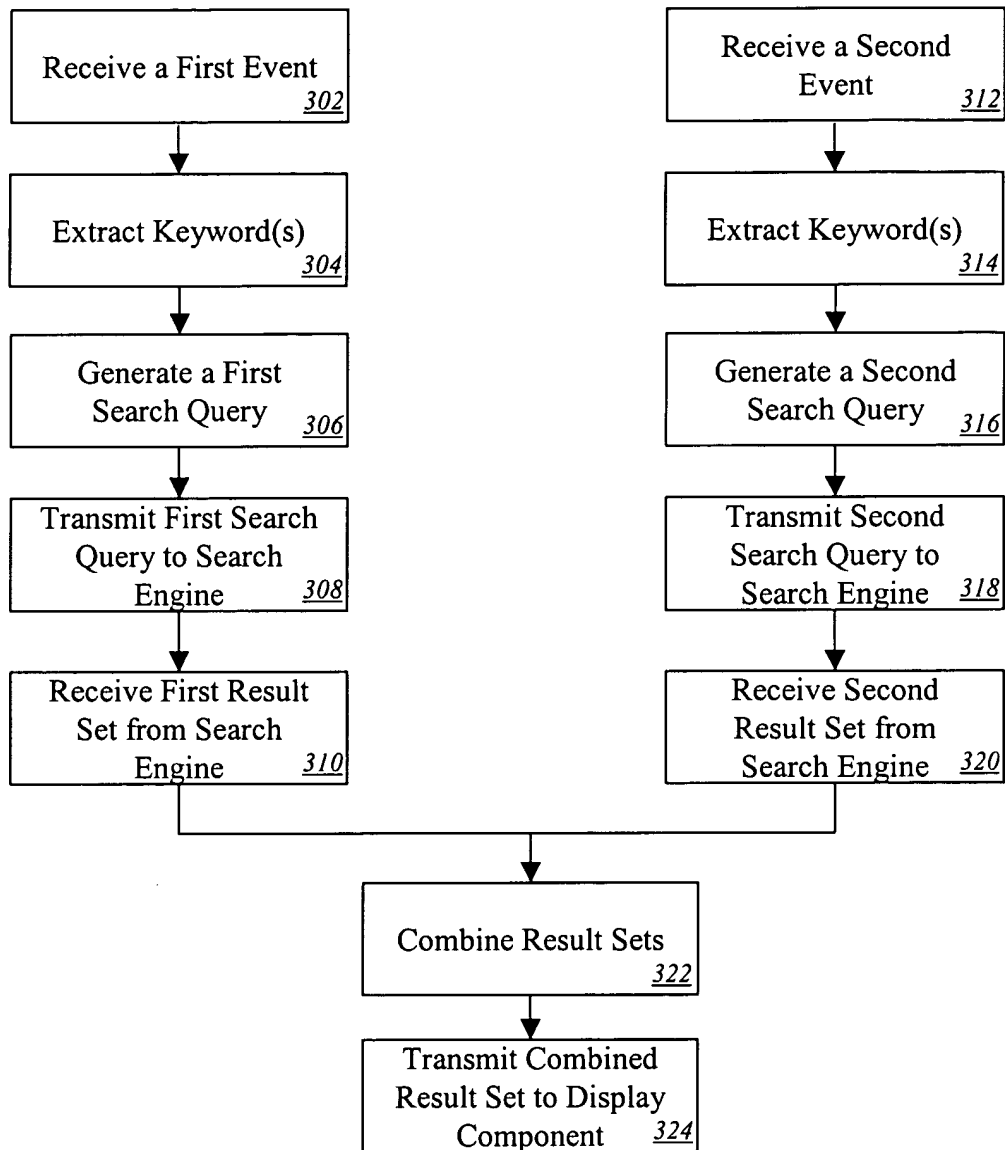 Receive a First Event
302
Extract Keyword(s)
304
Generate a First
Search Query
306
Transmit First Search
Query to Search
Engine
308
Receive First Result
Set from Search
Engine
310
Receive a Second
Event
312
Extract Keyword(s)
314
Generate a Second
Search Query
316
Transmit Second
Search Query to
Search Engine
318
Receive Second
Result Set from
Search Engine
320
Combine Result Sets
322
Transmit Combined
Result Set to Display
Component
324